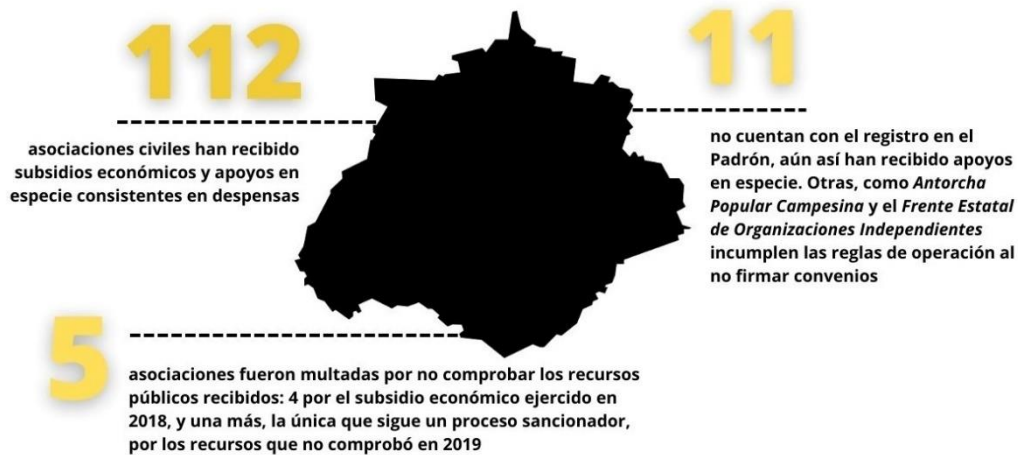 112
asociaciones civiles han recibido
subsidios económicos y apoyos en
especie consistentes en despensas
11
no cuentan con el registro en el
Padrón, aún así han recibido apoyos
en especie. Otras, como Antorcha
Popular Campesina y el Frente Estatal
de Organizaciones Independientes
incumplen las reglas de operación al
no firmar convenios
5
asociaciones fueron multadas por no comprobar los recursos
públicos recibidos: 4 por el subsidio económico ejercido en
2018, y una más, la única que sigue un proceso sancionador,
por los recursos que no comprobó en 2019